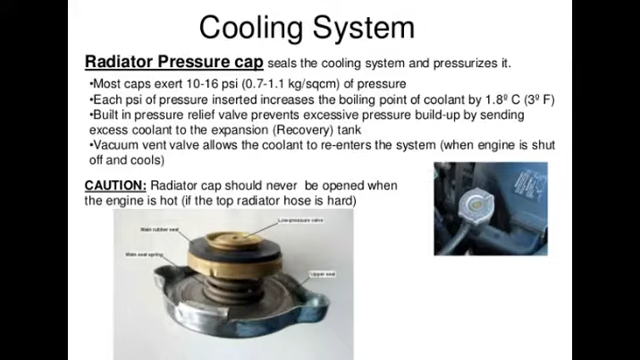 Cooling System
Radiator Pressure cap seals the cooling system and pressurizes it.
•Most caps exert 10-16 psi (0.7-1.1 kg/sqcm) of pressure
•Each psi of pressure inserted increases the boiling point of coolant by 1.8º C (3º F)
•Built in pressure relief valve prevents excessive pressure build-up by sending
excess coolant to the expansion (Recovery) tank
•Vacuum vent valve allows the coolant to re-enters the system (when engine is shut
off and cools)
CAUTION: Radiator cap should never be opened when
the engine is hot (if the top radiator hose is hard)
Low-pressure valve
Main rubber seal
Main seal spring
Upper seal